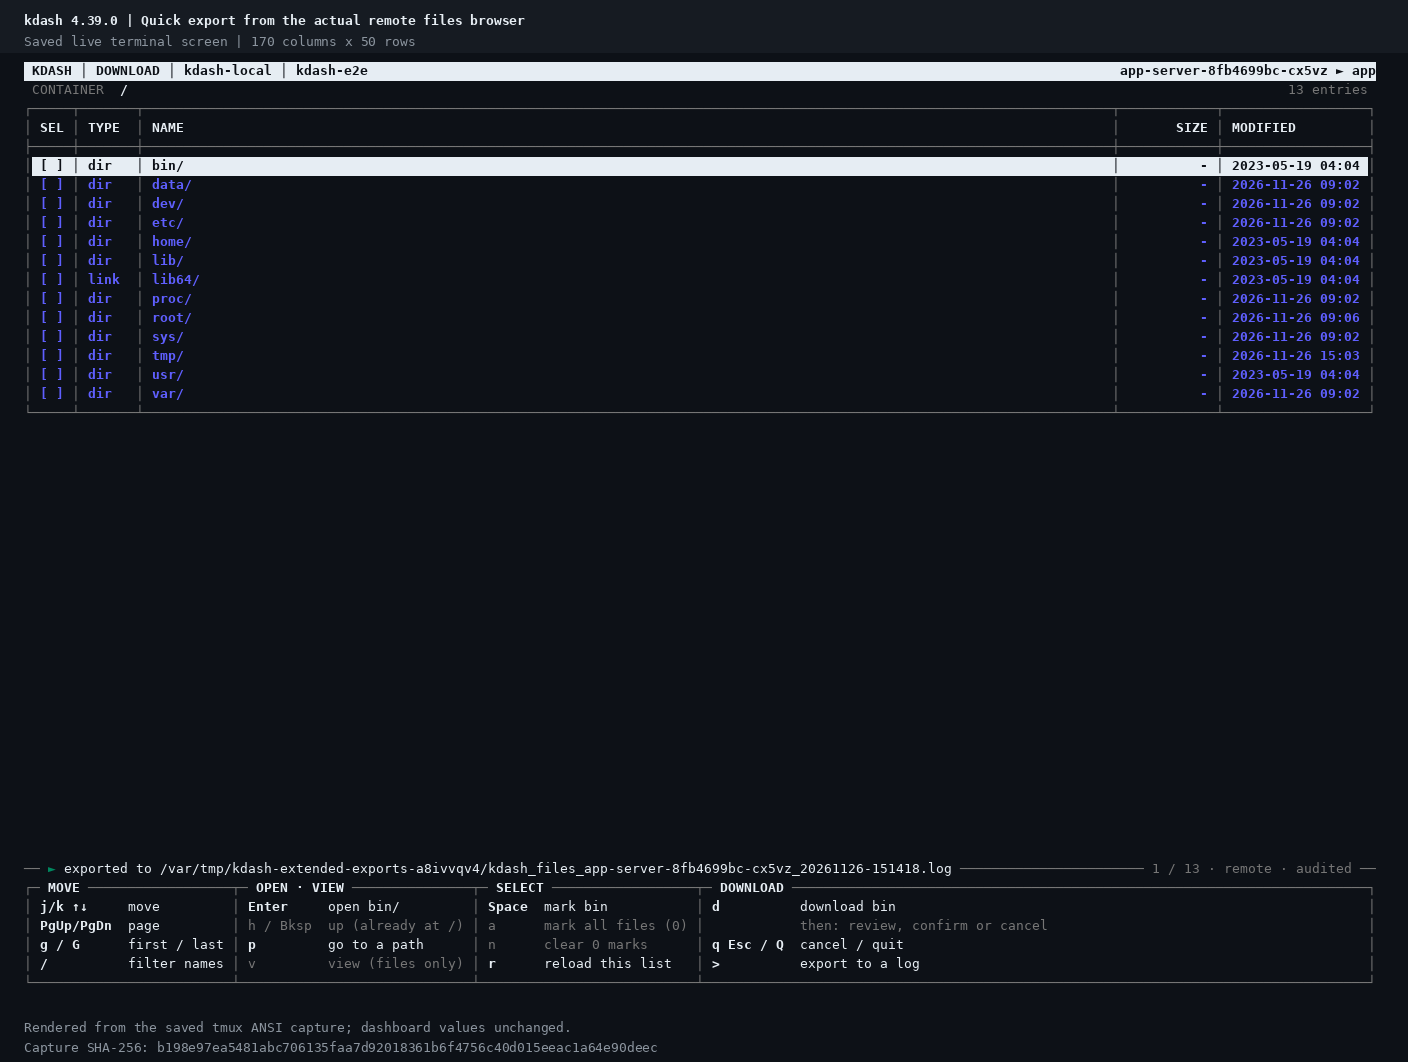 kdash 4.39.0 | Quick export from the actual remote files browser
Saved live terminal screen | 170 columns x 50 rows
KDASH │ DOWNLOAD │ kdash-local │ kdash-e2e app-server-8fb4699bc-cx5vz ► app
CONTAINER / 13 entries
SEL │ TYPE │ NAME │ SIZE │ MODIFIED
[ ] │ dir │ bin/ │ - │ 2023-05-19 04:04
[ ] │ dir │ data/ │ - │ 2026-11-26 09:02
[ ] │ dir │ dev/ │ - │ 2026-11-26 09:02
[ ] │ dir │ etc/ │ - │ 2026-11-26 09:02
[ ] │ dir │ home/ │ - │ 2023-05-19 04:04
[ ] │ dir │ lib/ │ - │ 2023-05-19 04:04
[ ] │ link │ lib64/ │ - │ 2023-05-19 04:04
[ ] │ dir │ proc/ │ - │ 2026-11-26 09:02
[ ] │ dir │ root/ │ - │ 2026-11-26 09:06
[ ] │ dir │ sys/ │ - │ 2026-11-26 09:02
[ ] │ dir │ tmp/ │ - │ 2026-11-26 15:03
[ ] │ dir │ usr/ │ - │ 2023-05-19 04:04
[ ] │ dir │ var/ │ - │ 2026-11-26 09:02
► exported to /var/tmp/kdash-extended-exports-a8ivvqv4/kdash_files_app-server-8fb4699bc-cx5vz_20261126-151418.log 1 / 13 · remote · audited
MOVE OPEN · VIEW SELECT DOWNLOAD
j/k ↑↓ move │ Enter open bin/ │ Space mark bin │ d download bin
PgUp/PgDn page │ h / Bksp up (already at /) │ a mark all files (0) │ then: review, confirm or cancel
g / G first / last │ p go to a path │ n clear 0 marks │ q Esc / Q cancel / quit
/ filter names │ v view (files only) │ r reload this list │ > export to a log
Rendered from the saved tmux ANSI capture; dashboard values unchanged.
Capture SHA-256: b198e97ea5481abc706135faa7d92018361b6f4756c40d015eeac1a64e90deec